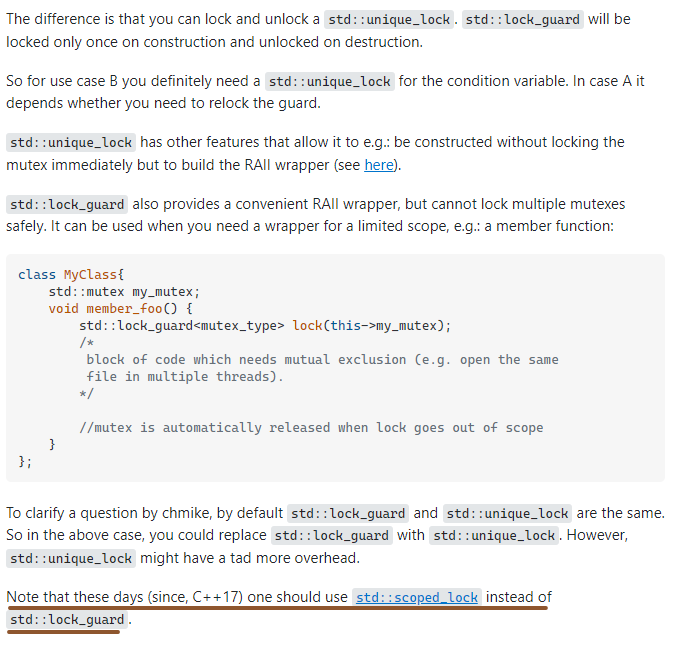 The difference is that you can lock and unlock a std::unique_lock. std::lock_guard will be
locked only once on construction and unlocked on destruction.
So for use case B you definitely need a std::unique_lock for the condition variable. In case A it
depends whether you need to relock the guard.
std::unique_lock has other features that allow it to e.g.: be constructed without locking the
mutex immediately but to build the RAII wrapper (see here).
std::lock_guard also provides a convenient RAII wrapper, but cannot lock multiple mutexes
safely. It can be used when you need a wrapper for a limited scope, e.g.: a member function:
class MyClass{
    std::mutex my_mutex;
    void member_foo() {
        std::lock_guard<mutex_type> lock(this->my_mutex);
        /*
         block of code which needs mutual exclusion (e.g. open the same
         file in multiple threads).
        */
        //mutex is automatically released when lock goes out of scope
    }
};
To clarify a question by chmike, by default std::lock_guard and std::unique_lock are the same.
So in the above case, you could replace std::lock_guard with std::unique_lock. However,
std::unique_lock might have a tad more overhead.
Note that these days (since, C++17) one should use std::scoped_lock instead of
std::lock_guard.